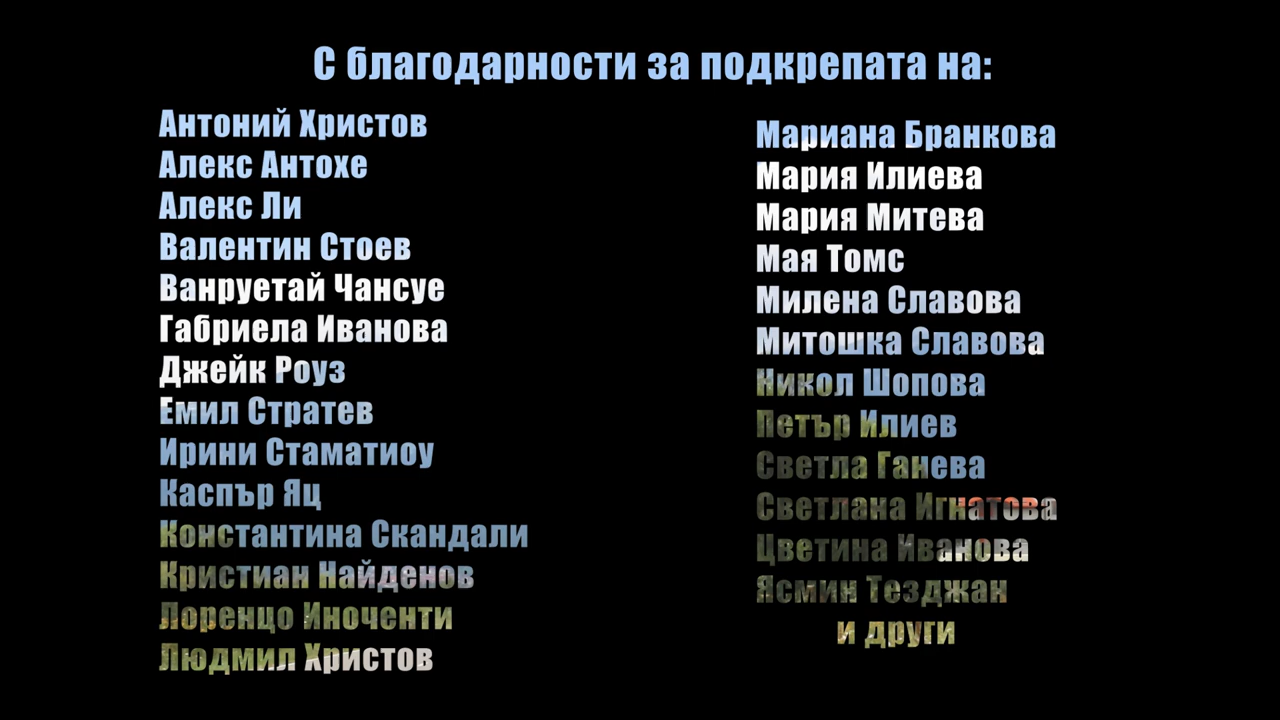 С благодарности за подкрепата на:
Антоний Христов
Алекс Антохе
Алекс Ли
Валентин Стоев
Ванруетай Чансуе
Габриела Иванова
Джейк Роуз
Емил Стратев
Ирини Стаматиоу
Каспър Яц
Константина Скандали
Кристиан Найденов
Лоренцо Иноченти
Людмил Христов
Мариана Бранкова
Мария Илиева
Мария Митева
Мая Томс
Милена Славова
Митошка Славова
Никол Шопова
Петър Илиев
Светла Ганева
Светлана Игнатова
Цветина Иванова
Ясмин Тезджан
и други